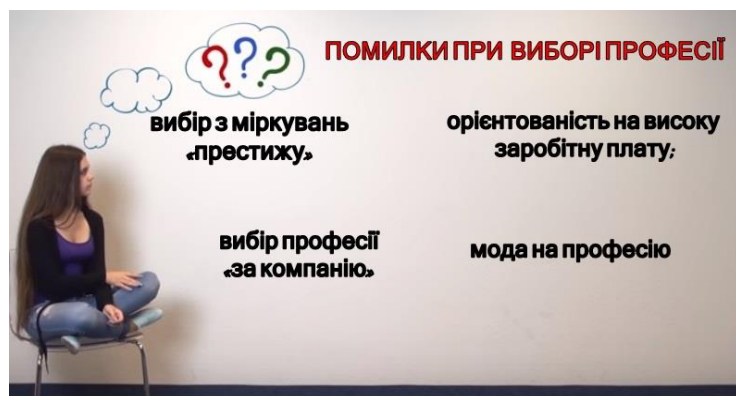 ???
ПОМИЛКИ ПРИ ВИБОРІ ПРОФЕСІЇ
вибір з міркувань
«престижу»
орієнтованість на високу
заробітну плату;
вибір професії
«за компанію»
мода на професію